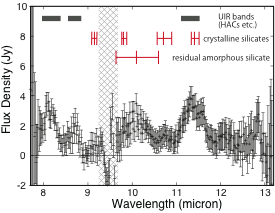 10
8
6
4
2
0
-2
Flux Density (Jy)
UIR bands
(HACs etc.)
crystalline silicates
residual amorphous silicate
8 9 10 11 12 13
Wavelength (micron)